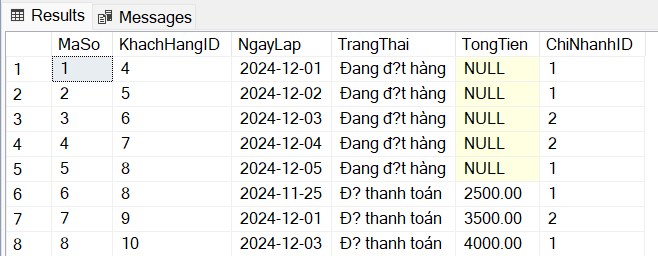 Results Messages
MaSo KhachHangID NgayLap TrangThai TongTien ChiNhanhID
1 1 4 2024-12-01 Đang đ?t hàng NULL 1
2 2 5 2024-12-02 Đang đ?t hàng NULL 1
3 3 6 2024-12-03 Đang đ?t hàng NULL 2
4 4 7 2024-12-04 Đang đ?t hàng NULL 2
5 5 8 2024-12-05 Đang đ?t hàng NULL 1
6 6 8 2024-11-25 Đ? thanh toán 2500.00 1
7 7 9 2024-12-01 Đ? thanh toán 3500.00 2
8 8 10 2024-12-03 Đ? thanh toán 4000.00 1